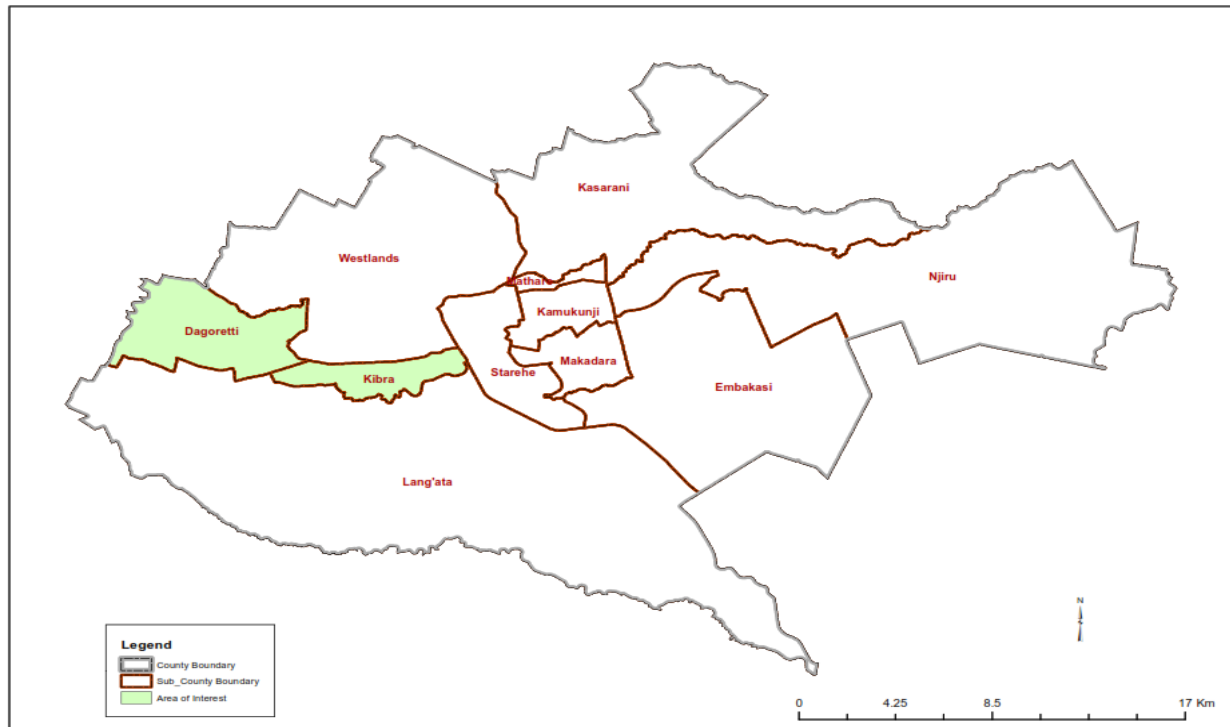 Kasarani
Westlands
Njiru
Mathare
Kamukunji
Dagoretti
Makadara
Starehe
Kibra
Embakasi
Lang'ata
N
Legend
County Boundary
Sub_County Boundary
Area of Interest
0 4.25 8.5 17 Km